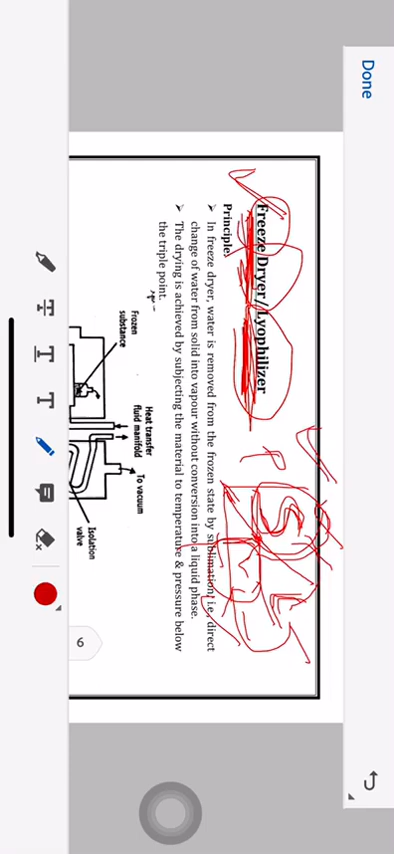 Done
Freeze Dryer/Lyophilizer
Principle:
➤ In freeze dryer, water is removed from the frozen state by sublimation, i.e., direct
change of water from solid into vapour without conversion into a liquid phase.
➤ The drying is achieved by subjecting the material to temperature & pressure below
the triple point.
Frozen
substance
Heat transfer
fluid manifold
To vacuum
Isolation
valve
6
T
T
T
P
S
L